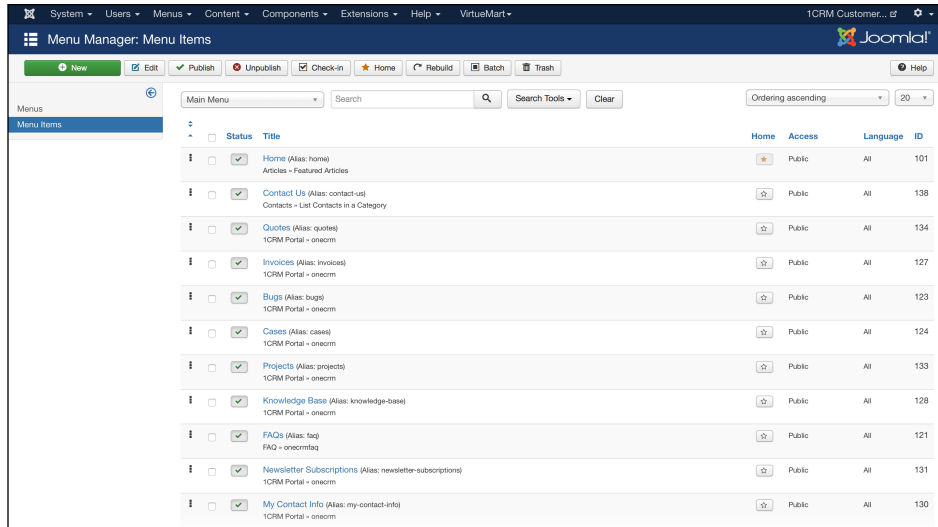 System Users Menus Content Components Extensions Help VirtueMart 1CRM Customer...
Menu Manager: Menu Items Joomla!®
New Edit Publish Unpublish Check-in Home Rebuild Batch Trash Help
Menus
Menu Items
Main Menu Search Search Tools Clear Ordering ascending 20
Status Title Home Access Language ID
Home (Alias: home) Public All 101
Articles » Featured Articles
Contact Us (Alias: contact-us) Public All 138
Contacts » List Contacts in a Category
Quotes (Alias: quotes) Public All 134
1CRM Portal » onecrm
Invoices (Alias: invoices) Public All 127
1CRM Portal » onecrm
Bugs (Alias: bugs) Public All 123
1CRM Portal » onecrm
Cases (Alias: cases) Public All 124
1CRM Portal » onecrm
Projects (Alias: projects) Public All 133
1CRM Portal » onecrm
Knowledge Base (Alias: knowledge-base) Public All 128
1CRM Portal » onecrm
FAQs (Alias: faq) Public All 121
FAQ » onecrmfaq
Newsletter Subscriptions (Alias: newsletter-subscriptions) Public All 131
1CRM Portal » onecrm
My Contact Info (Alias: my-contact-info) Public All 130
1CRM Portal » onecrm